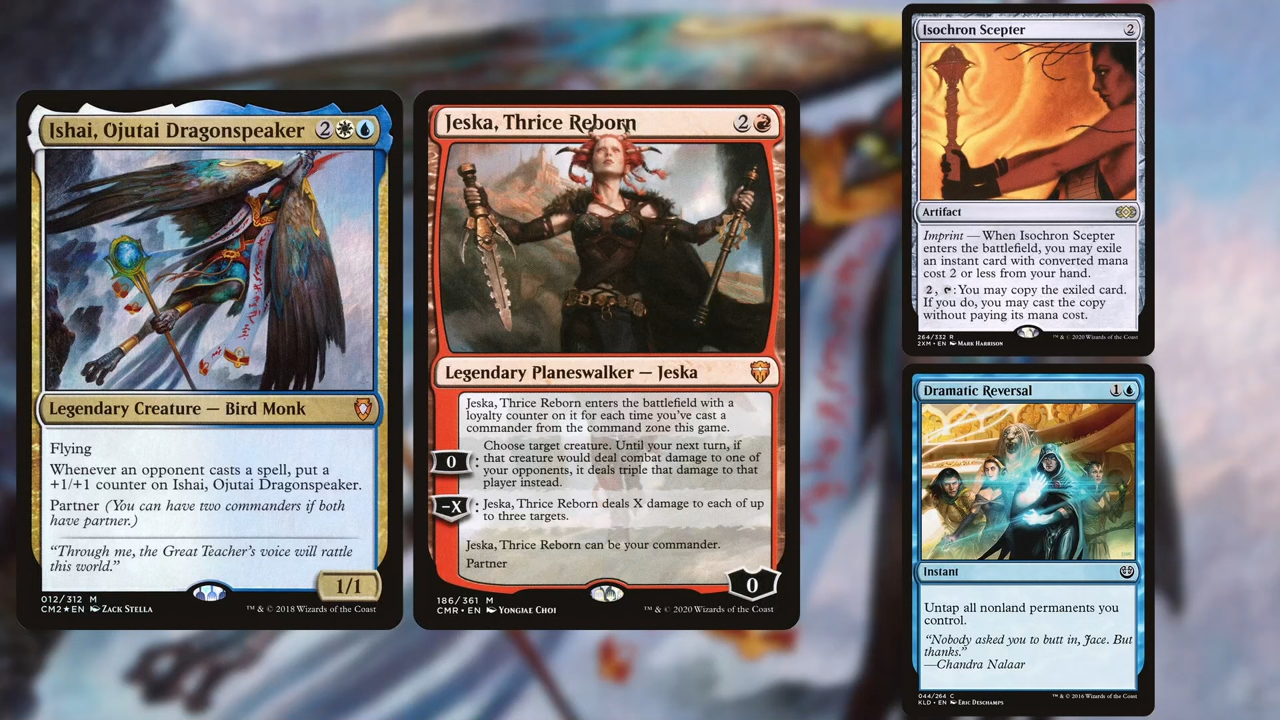 Ishai, Ojutai Dragonspeaker 2
Legendary Creature — Bird Monk
Flying
Whenever an opponent casts a spell, put a
+1/+1 counter on Ishai, Ojutai Dragonspeaker.
Partner (You can have two commanders if both
have partner.)
“Through me, the Great Teacher’s voice will rattle
this world.”
1/1
012/312 M
CM2★EN ZACK STELLA
™ & © 2018 Wizards of the Coast
Jeska, Thrice Reborn 2
Legendary Planeswalker — Jeska
Jeska, Thrice Reborn enters the battlefield with a
loyalty counter on it for each time you’ve cast a
commander from the command zone this game.
0 : Choose target creature. Until your next turn, if
that creature would deal combat damage to one of
your opponents, it deals triple that damage to that
player instead.
−X : Jeska, Thrice Reborn deals X damage to each of up
to three targets.
Jeska, Thrice Reborn can be your commander.
Partner
0
186/361 M
CMR • EN YONGJAE CHOI
™ & © 2020 Wizards of the Coast
Isochron Scepter 2
Artifact
Imprint — When Isochron Scepter
enters the battlefield, you may exile
an instant card with converted mana
cost 2 or less from your hand.
2, : You may copy the exiled card.
If you do, you may cast the copy
without paying its mana cost.
264/332 R
2XM • EN MARK HARRISON
™ & © 2020 Wizards of the Coast
Dramatic Reversal 1
Instant
Untap all nonland permanents you
control.
“Nobody asked you to butt in, Jace. But
thanks.”
—Chandra Nalaar
044/264 C
KLD • EN ERIC DESCHAMPS
™ & © 2016 Wizards of the Coast